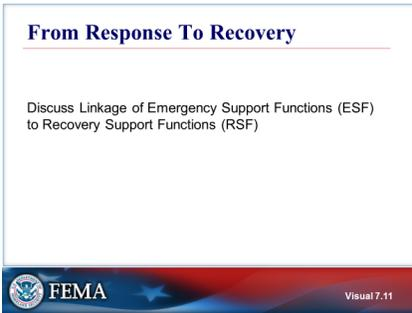 From Response To Recovery
Discuss Linkage of Emergency Support Functions (ESF)
to Recovery Support Functions (RSF)
FEMA
Visual 7.11